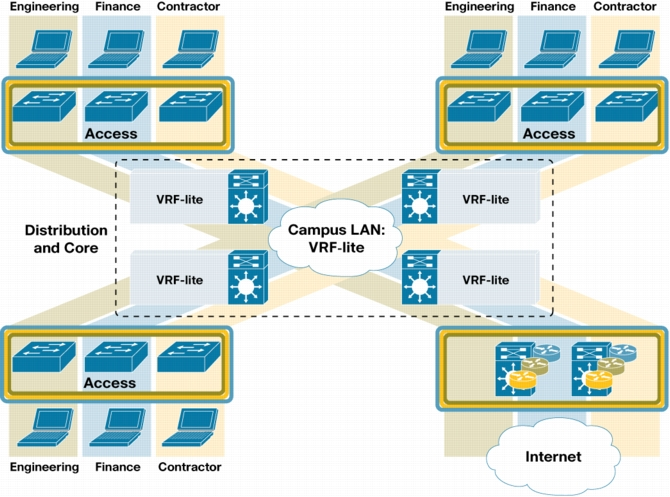 Engineering Finance Contractor
Engineering Finance Contractor
Access
Access
VRF-lite
VRF-lite
Distribution
and Core
Campus LAN:
VRF-lite
VRF-lite
VRF-lite
Access
Engineering Finance Contractor
Internet